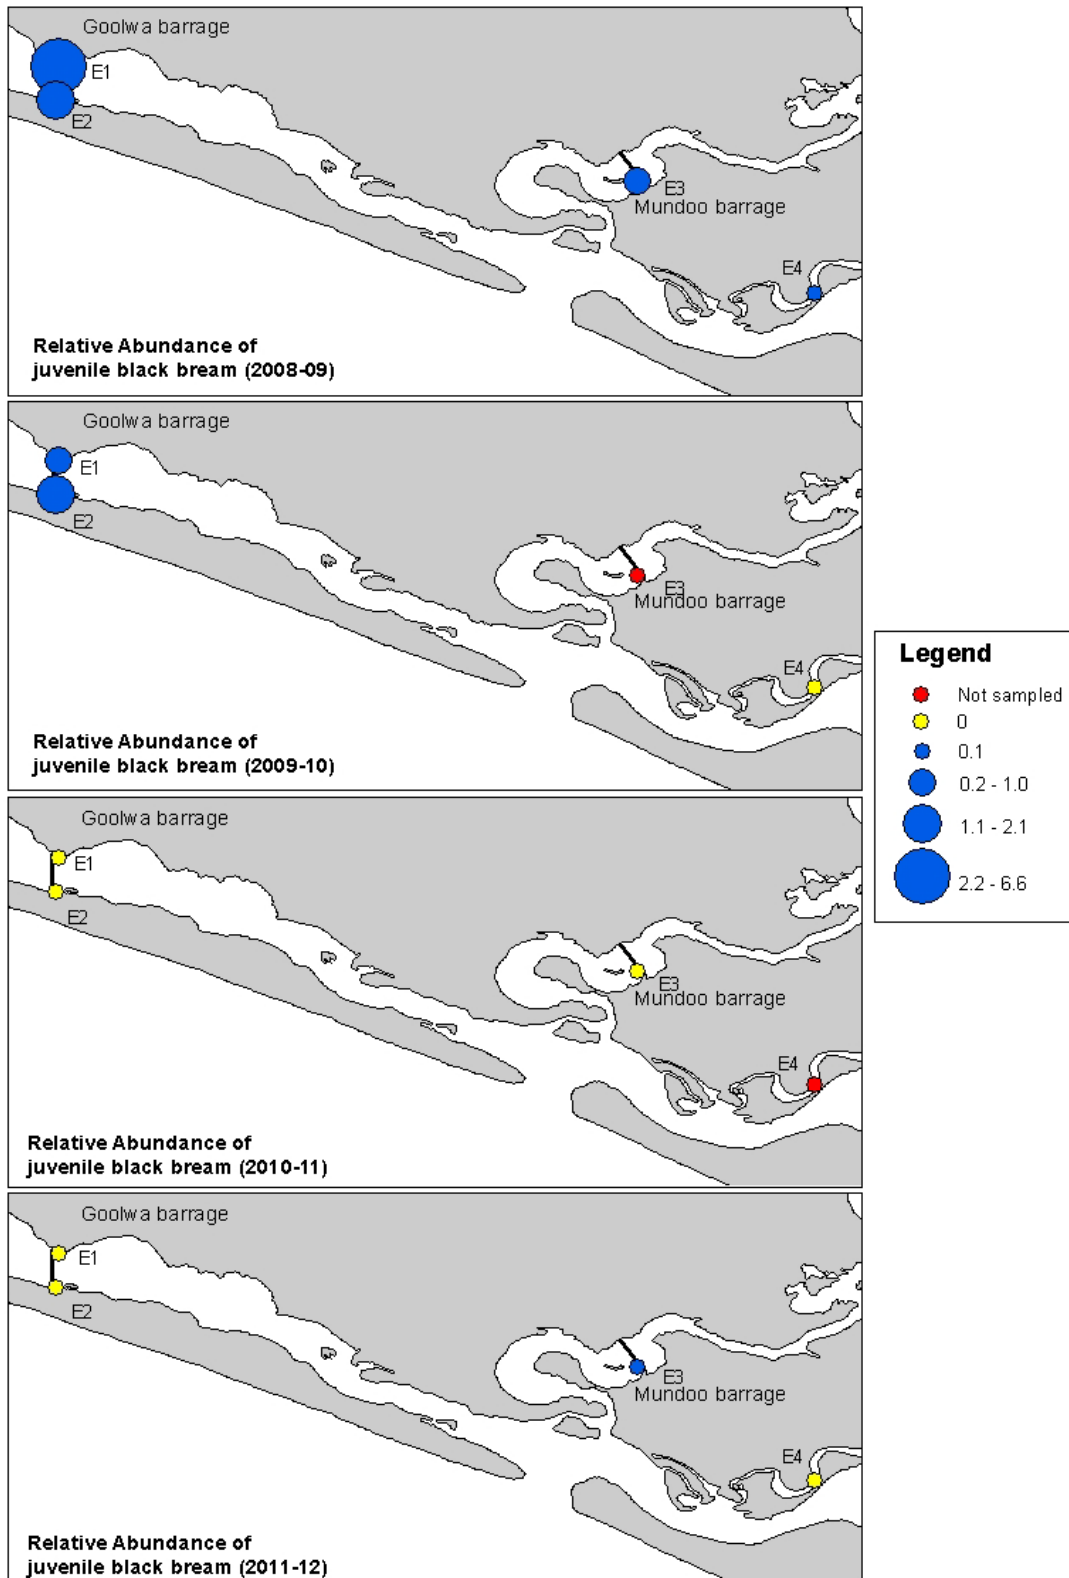 Goolwa barrage
E1
E2
E3
Mundoo barrage
E4
Relative Abundance of
juvenile black bream (2008-09)
Goolwa barrage
E1
E2
E3
Mundoo barrage
E4
Relative Abundance of
juvenile black bream (2009-10)
Legend
Not sampled
0
0.1
0.2 - 1.0
1.1 - 2.1
2.2 - 6.6
Goolwa barrage
E1
E2
E3
Mundoo barrage
E4
Relative Abundance of
juvenile black bream (2010-11)
Goolwa barrage
E1
E2
E3
Mundoo barrage
E4
Relative Abundance of
juvenile black bream (2011-12)